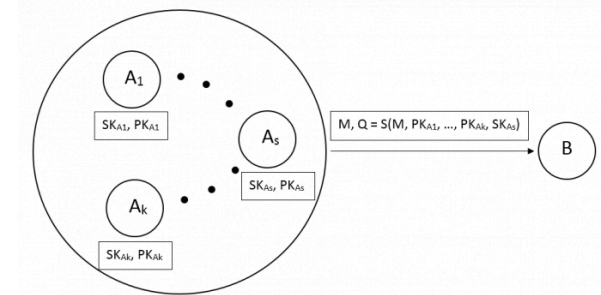 A1
SKA1, PKA1
As
SKAs, PKAs
Ak
SKAk, PKAk
M, Q = S(M, PKA1, ..., PKAk, SKAs)
B